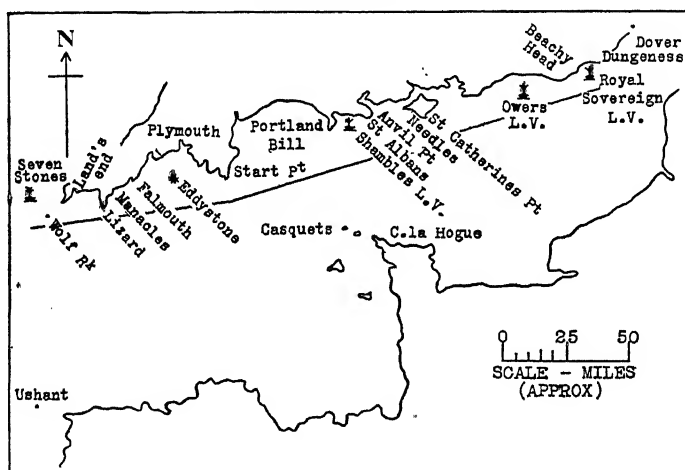 N
Beachy
Head
Dover
Dungeness
Royal
Sovereign
L.V.
Owers
L.V.
St Catherines Pt
Needles
Anvil Pt
St Albans
Shambles L.V.
Portland
Bill
Plymouth
Start Pt
Seven
Stones
Land's
end
Eddystone
Falmouth
Manacles
Lizard
Wolf Rk
Casquets
C.la Hogue
Ushant
0 25 50
SCALE - MILES
(APPROX)